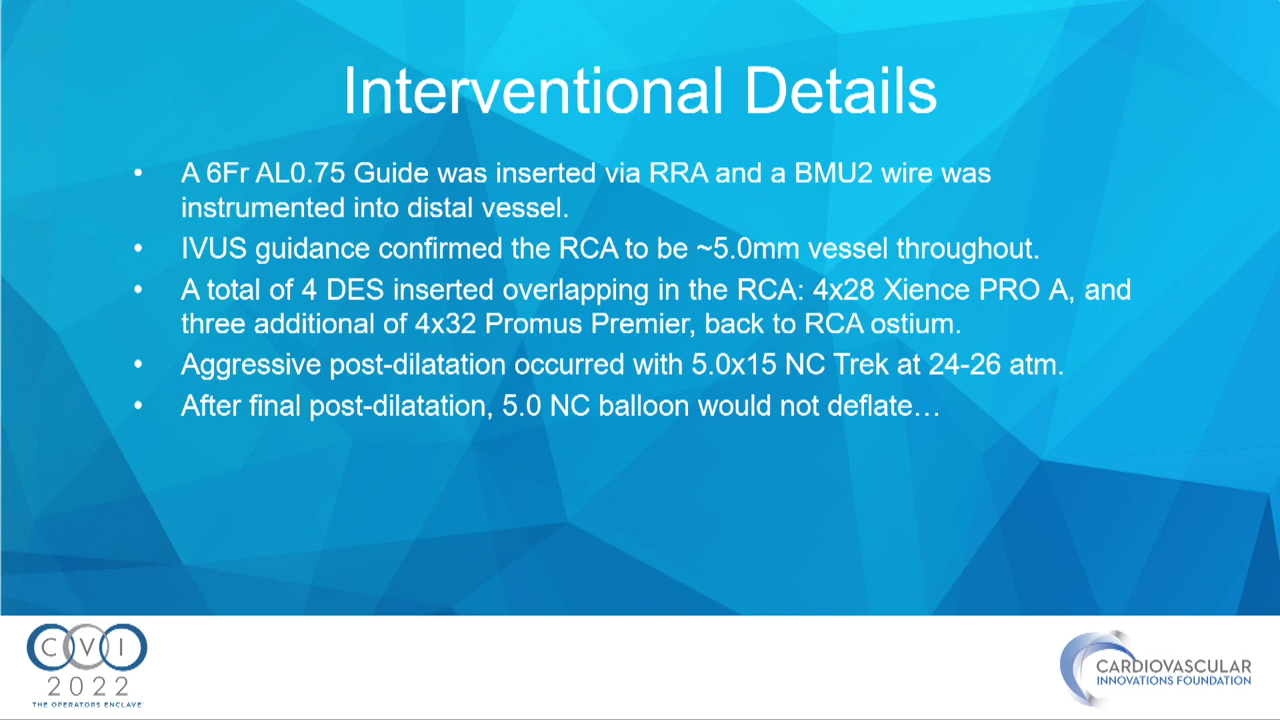 Interventional Details
• A 6Fr AL0.75 Guide was inserted via RRA and a BMU2 wire was
instrumented into distal vessel.
• IVUS guidance confirmed the RCA to be ~5.0mm vessel throughout.
• A total of 4 DES inserted overlapping in the RCA: 4x28 Xience PRO A, and
three additional of 4x32 Promus Premier, back to RCA ostium.
• Aggressive post-dilatation occurred with 5.0x15 NC Trek at 24-26 atm.
• After final post-dilatation, 5.0 NC balloon would not deflate…
CVI
2022
THE OPERATORS ENCLAVE
CARDIOVASCULAR
INNOVATIONS FOUNDATION